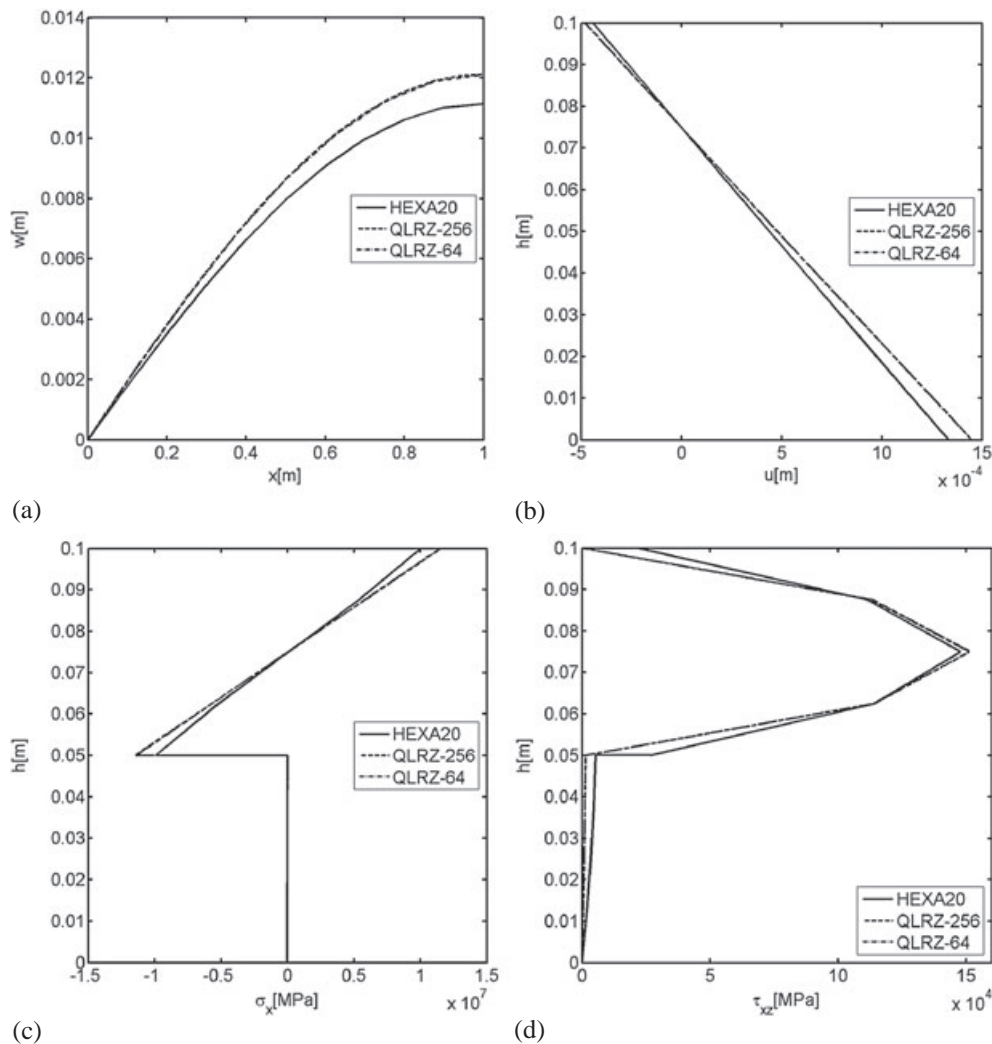 0.014
0.012
0.01
0.008
0.006
0.004
0.002
0
w[m]
0 0.2 0.4 0.6 0.8 1
x[m]
HEXA20
QLRZ-256
QLRZ-64
(a)
0.1
0.09
0.08
0.07
0.06
0.05
0.04
0.03
0.02
0.01
0
h[m]
-5 0 5 10 15
u[m]
x 10⁻⁴
HEXA20
QLRZ-256
QLRZ-64
(b)
0.1
0.09
0.08
0.07
0.06
0.05
0.04
0.03
0.02
0.01
0
h[m]
-1.5 -1 -0.5 0 0.5 1 1.5
σx[MPa]
x 10⁷
HEXA20
QLRZ-256
QLRZ-64
(c)
0.1
0.09
0.08
0.07
0.06
0.05
0.04
0.03
0.02
0.01
0
h[m]
0 5 10 15
τxz[MPa]
x 10⁴
HEXA20
QLRZ-256
QLRZ-64
(d)